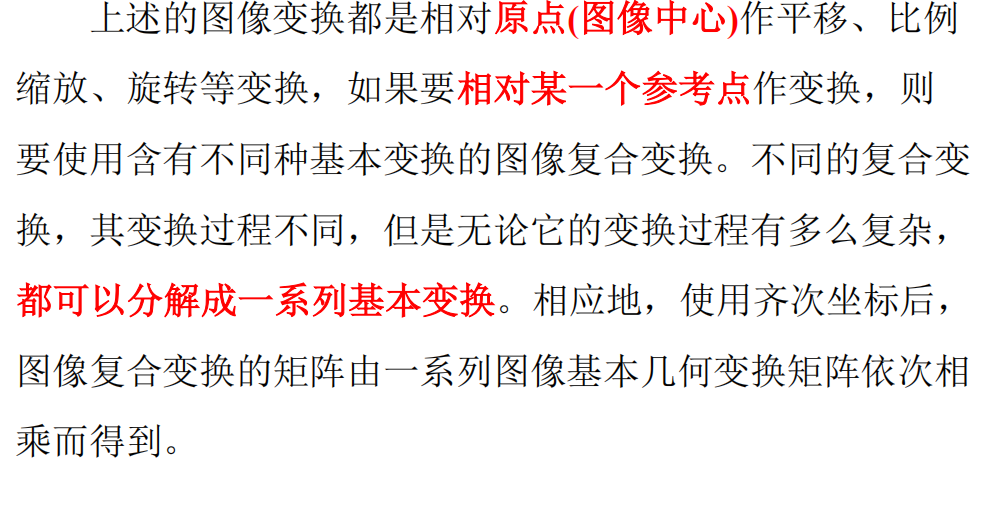 上述的图像变换都是相对原点(图像中心)作平移、比例
缩放、旋转等变换，如果要相对某一个参考点作变换，则
要使用含有不同种基本变换的图像复合变换。不同的复合变
换，其变换过程不同，但是无论它的变换过程有多么复杂，
都可以分解成一系列基本变换。相应地，使用齐次坐标后，
图像复合变换的矩阵由一系列图像基本几何变换矩阵依次相
乘而得到。